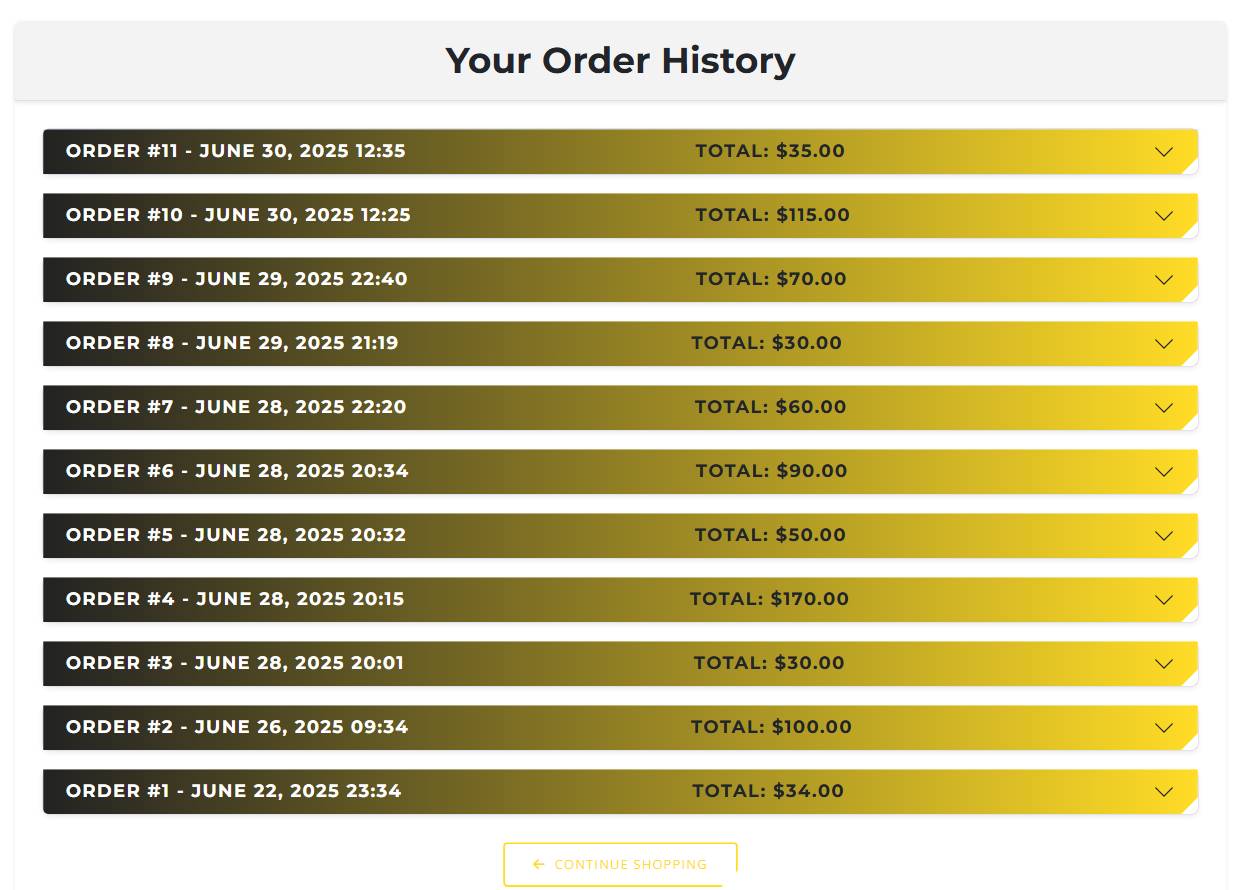 Your Order History
ORDER #11 - JUNE 30, 2025 12:35 TOTAL: $35.00
ORDER #10 - JUNE 30, 2025 12:25 TOTAL: $115.00
ORDER #9 - JUNE 29, 2025 22:40 TOTAL: $70.00
ORDER #8 - JUNE 29, 2025 21:19 TOTAL: $30.00
ORDER #7 - JUNE 28, 2025 22:20 TOTAL: $60.00
ORDER #6 - JUNE 28, 2025 20:34 TOTAL: $90.00
ORDER #5 - JUNE 28, 2025 20:32 TOTAL: $50.00
ORDER #4 - JUNE 28, 2025 20:15 TOTAL: $170.00
ORDER #3 - JUNE 28, 2025 20:01 TOTAL: $30.00
ORDER #2 - JUNE 26, 2025 09:34 TOTAL: $100.00
ORDER #1 - JUNE 22, 2025 23:34 TOTAL: $34.00
← CONTINUE SHOPPING